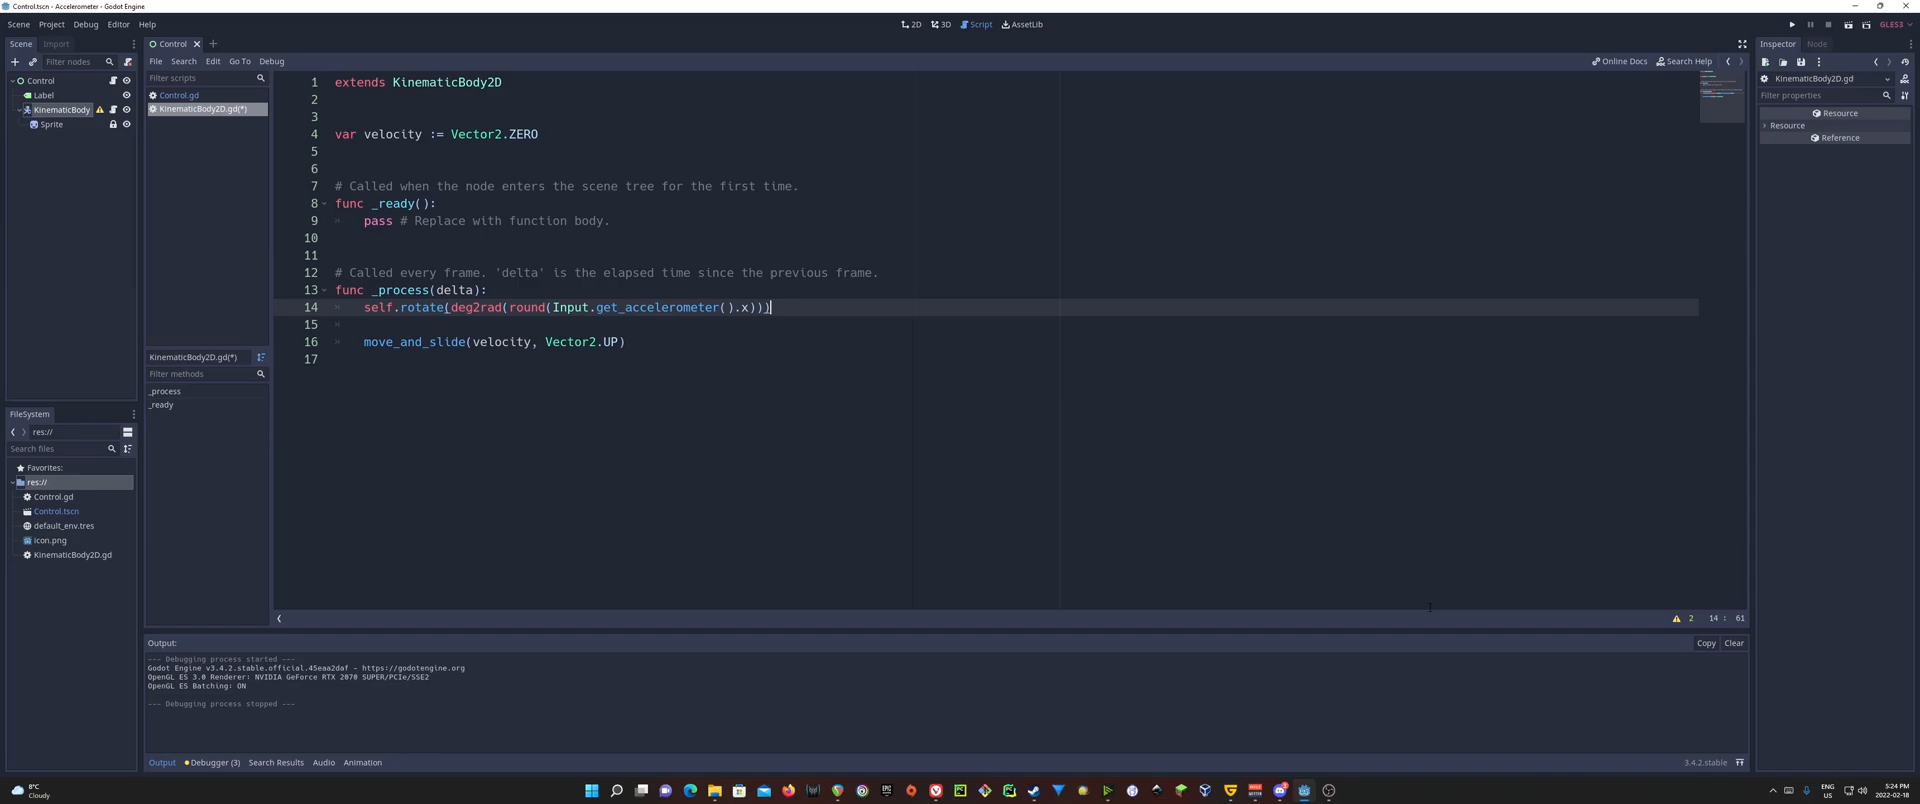 Control.tscn - Accelerometer - Godot Engine
Scene Project Debug Editor Help
2D 3D Script AssetLib
GLES3
Scene Import
Filter nodes
Control
Label
KinematicBody
Sprite
FileSystem
res://
Search files
Favorites:
res://
Control.gd
Control.tscn
default_env.tres
icon.png
KinematicBody2D.gd
Control
File Search Edit Go To Debug
Online Docs Search Help
Filter scripts
Control.gd
KinematicBody2D.gd(*)
KinematicBody2D.gd(*)
Filter methods
_process
_ready
1 extends KinematicBody2D
2
3
4 var velocity := Vector2.ZERO
5
6
7 # Called when the node enters the scene tree for the first time.
8 func _ready():
9 pass # Replace with function body.
10
11
12 # Called every frame. 'delta' is the elapsed time since the previous frame.
13 func _process(delta):
14 self.rotate(deg2rad(round(Input.get_accelerometer().x)))
15
16 move_and_slide(velocity, Vector2.UP)
17
2 14 : 61
Output:
Copy Clear
--- Debugging process started ---
Godot Engine v3.4.2.stable.official.45eaa2daf - https://godotengine.org
OpenGL ES 3.0 Renderer: NVIDIA GeForce RTX 2070 SUPER/PCIe/SSE2
OpenGL ES Batching: ON
--- Debugging process stopped ---
Output Debugger (3) Search Results Audio Animation
3.4.2.stable
Inspector Node
KinematicBody2D.gd
Filter properties
Resource
Resource
Reference
8°C
Cloudy
ENG
US
5:24 PM
2022-02-18